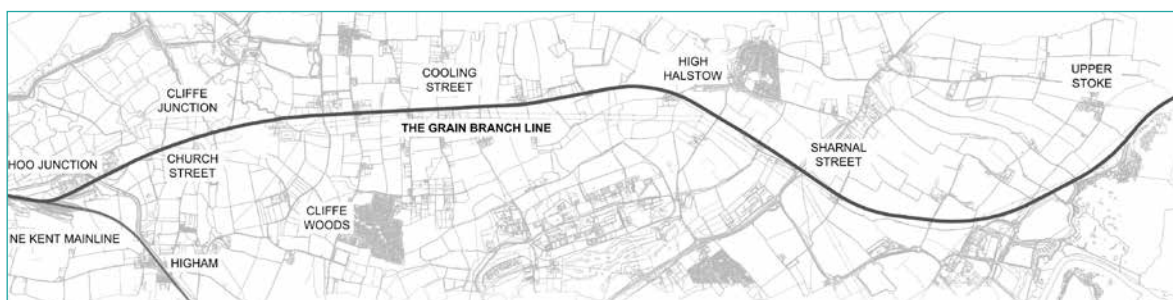 HOO JUNCTION
NE KENT MAINLINE
HIGHAM
CHURCH
STREET
CLIFFE
JUNCTION
CLIFFE
WOODS
COOLING
STREET
THE GRAIN BRANCH LINE
HIGH
HALSTOW
SHARNAL
STREET
UPPER
STOKE